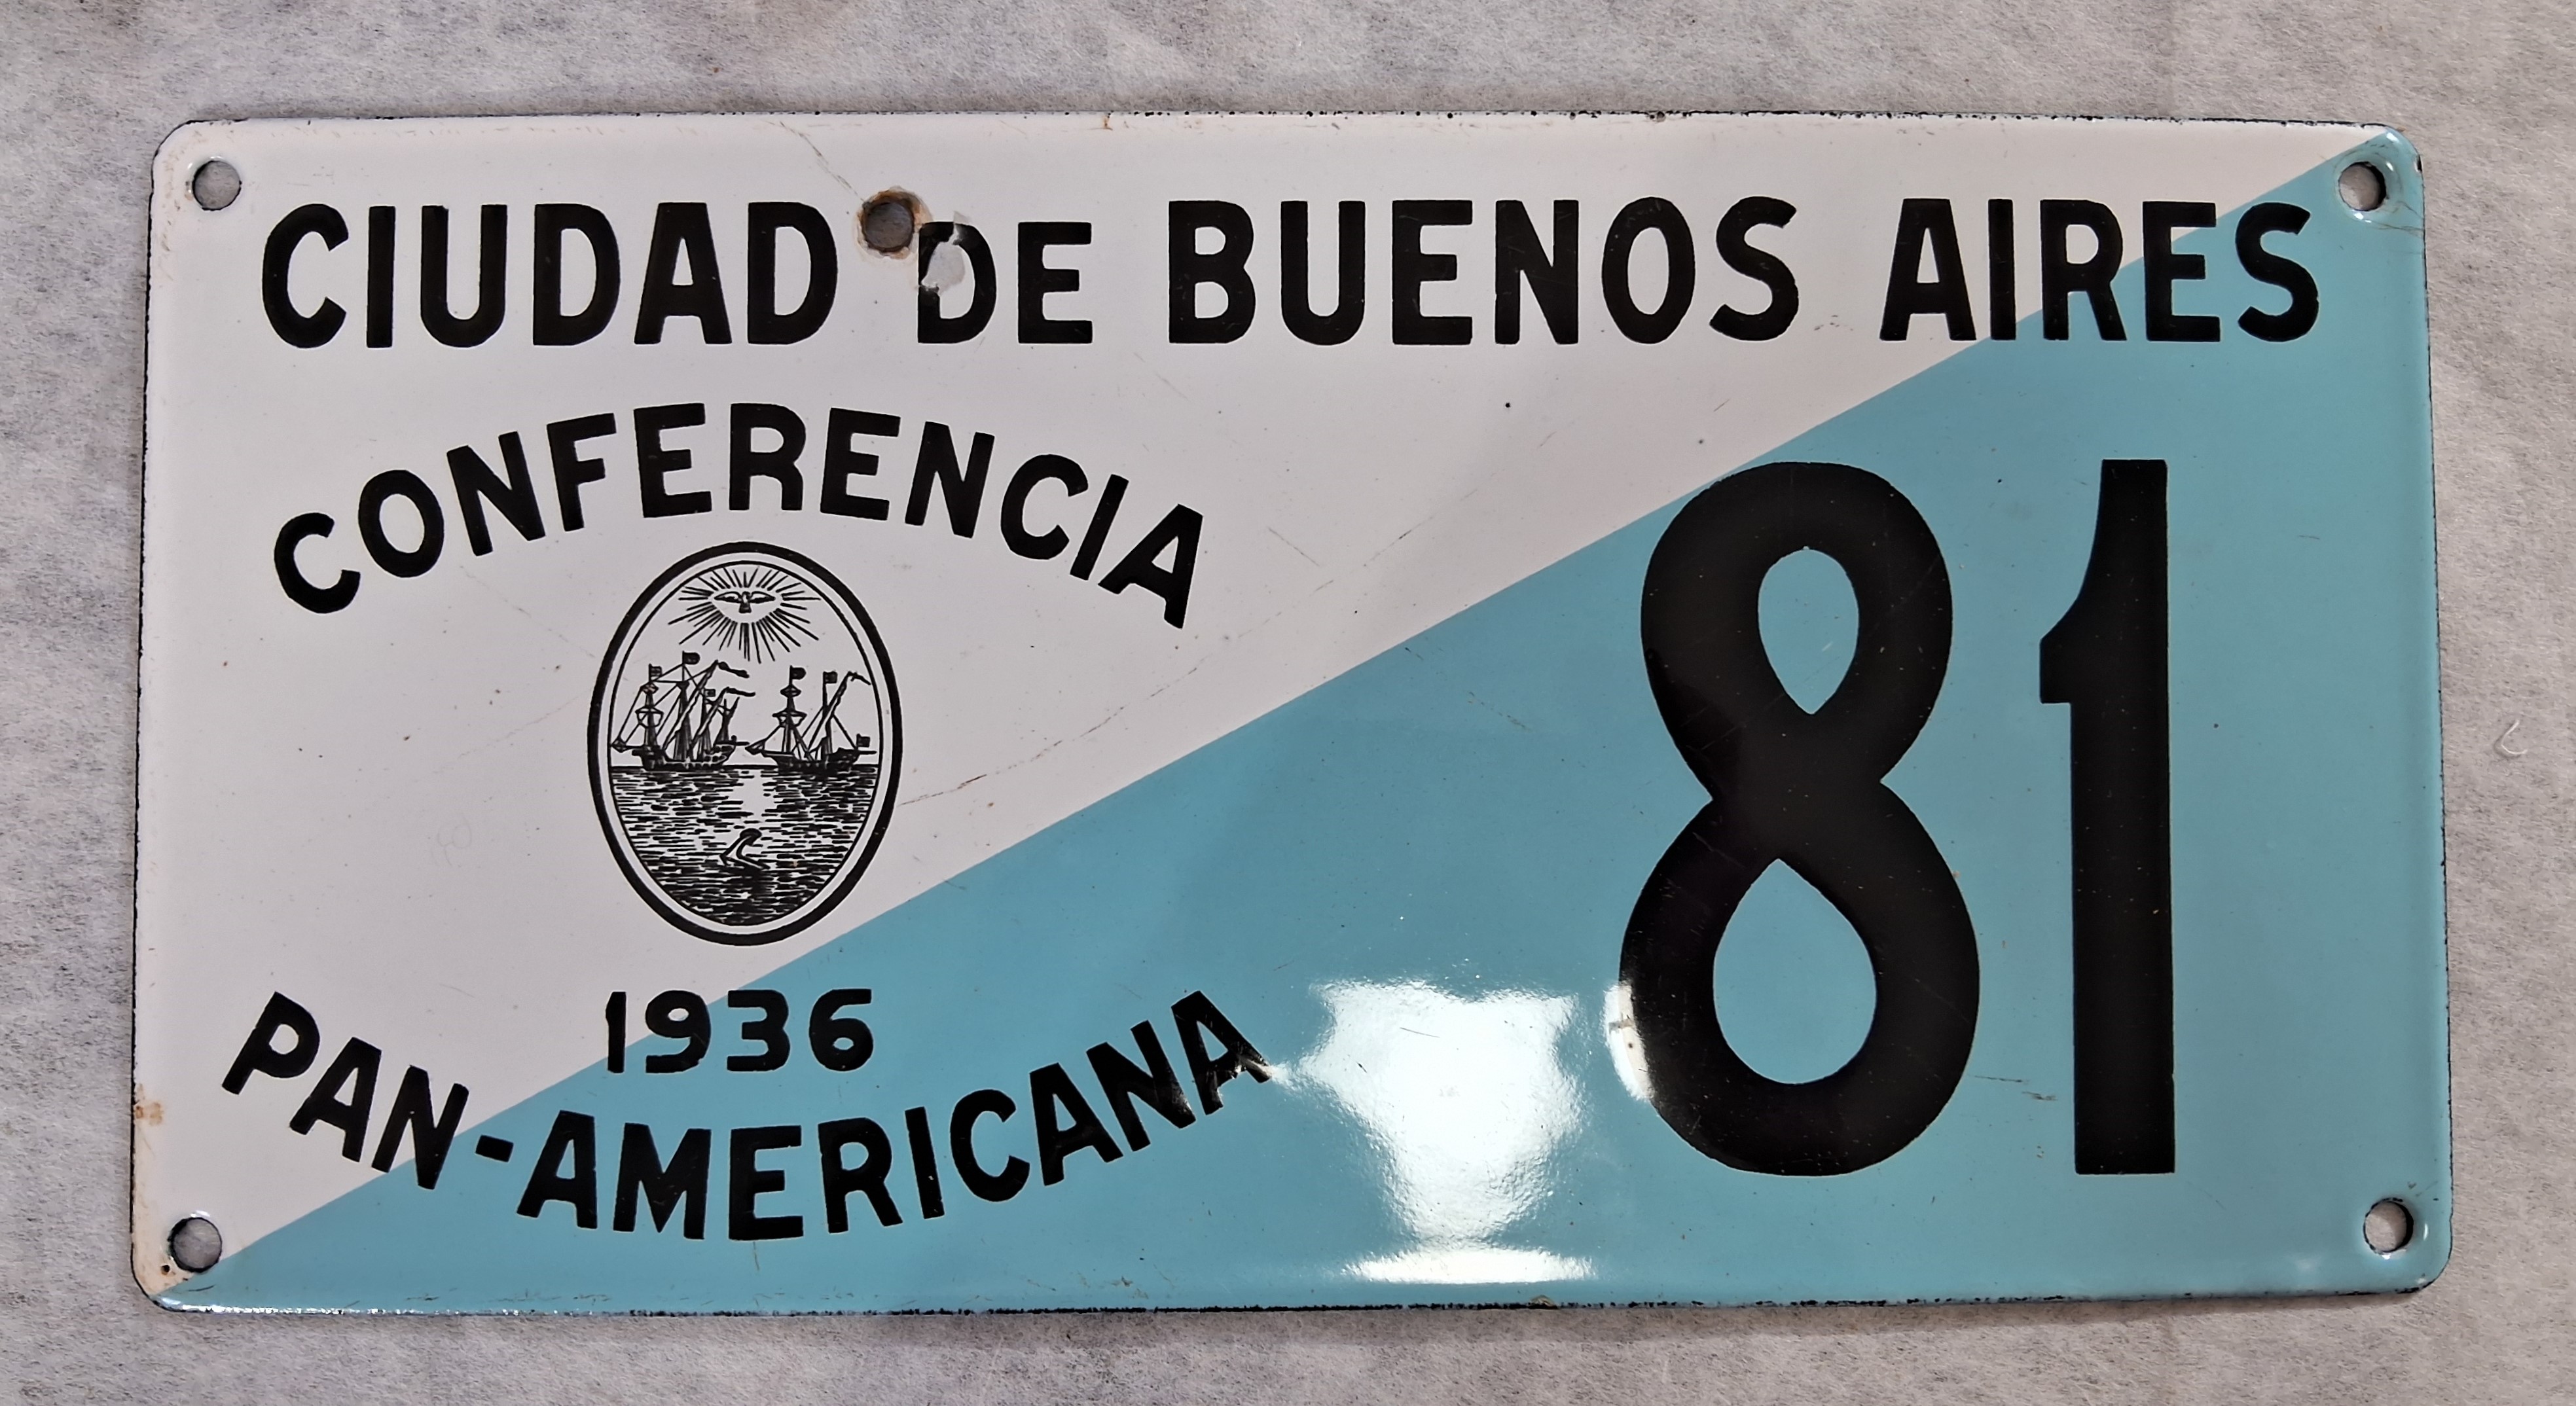 CIUDAD DE BUENOS AIRES
CONFERENCIA
1936
PAN-AMERICANA
81